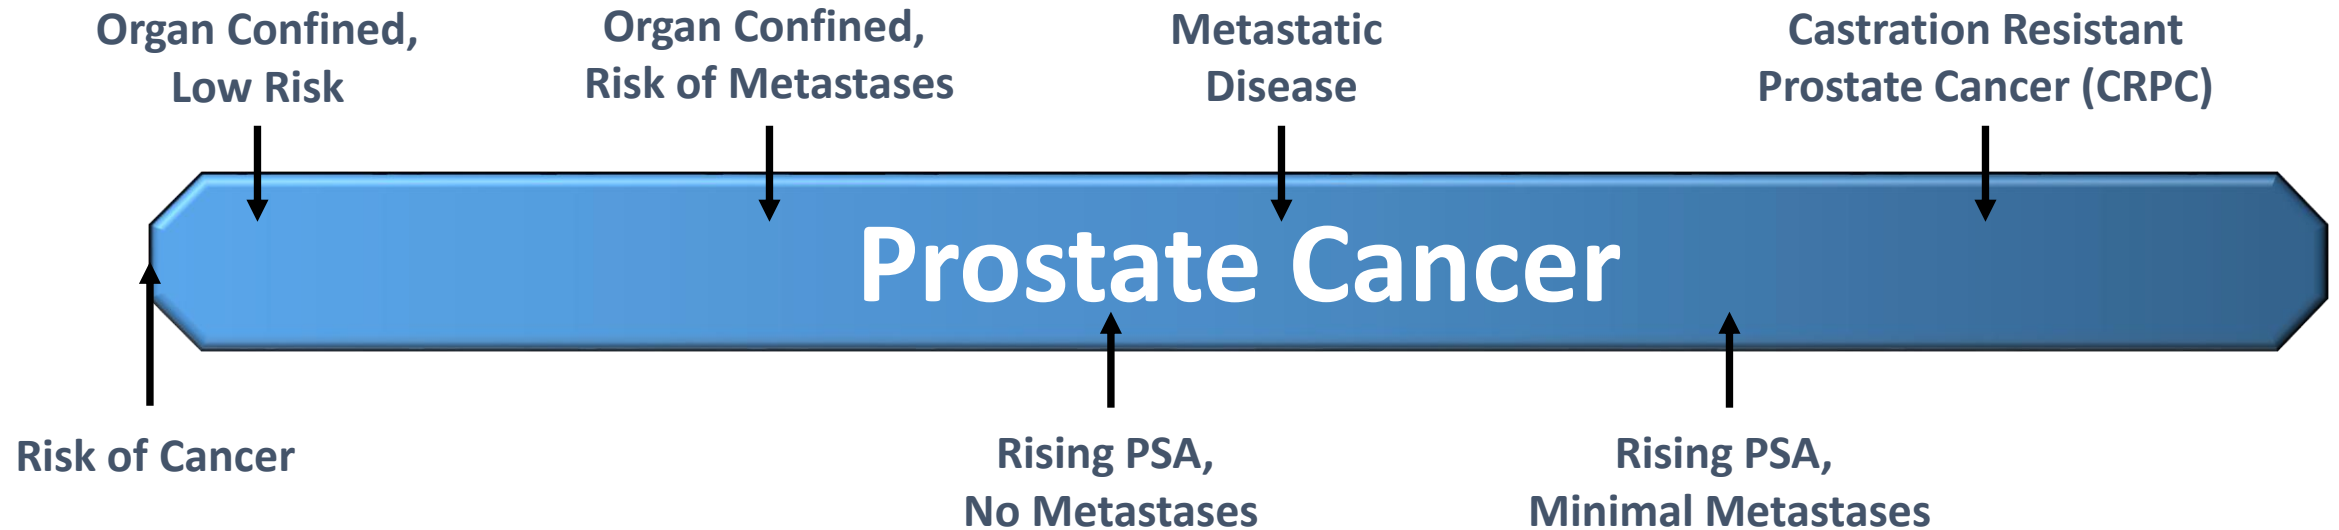 Organ Confined,
Low Risk
Organ Confined,
Risk of Metastases
Metastatic
Disease
Castration Resistant
Prostate Cancer (CRPC)
Prostate Cancer
Risk of Cancer
Rising PSA,
No Metastases
Rising PSA,
Minimal Metastases